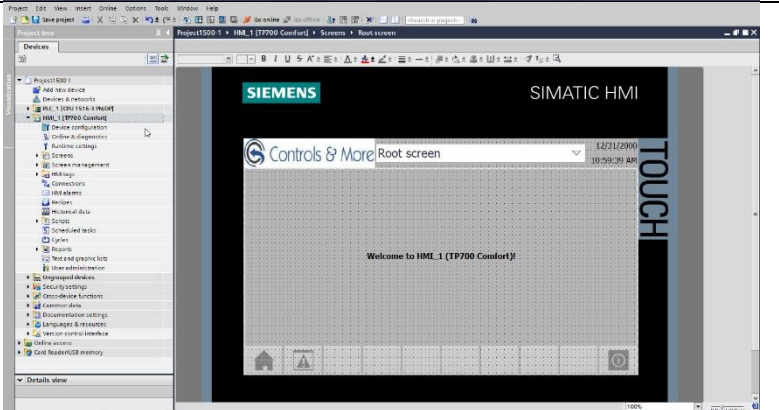 Project Edit View Insert Online Options Tools Window Help
Save project Go online Go offline
Project tree
Project1500-1 HMI_1 [TP700 Comfort] Screens Root screen
Devices
B I U S A
Project1500-1
Add new device
Devices & networks
PLC_1 [CPU 1516-3 PN/DP]
HMI_1 [TP700 Comfort]
Device configuration
Online & diagnostics
Runtime settings
Screens
Screen management
HMI tags
Connections
HMI alarms
Recipes
Historical data
Scripts
Scheduled tasks
Cycles
Reports
Text and graphic lists
User administration
Ungrouped devices
Security settings
Cross-device functions
Common data
Documentation settings
Languages & resources
Version control interface
Online access
Card Reader/USB memory
Details view
SIEMENS
SIMATIC HMI
Controls & More
Root screen
12/31/2000
10:59:39 AM
TOUCH
Welcome to HMI_1 (TP700 Comfort)!
100%